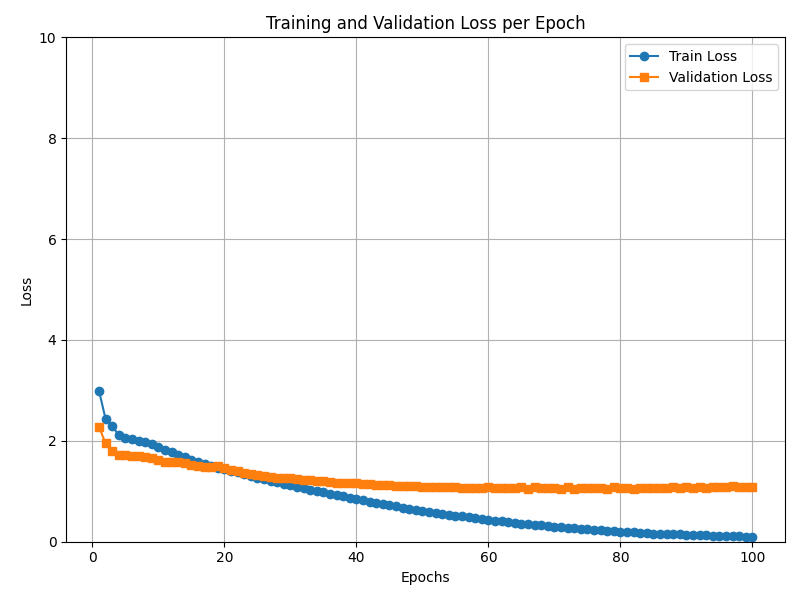 Training and Validation Loss per Epoch
10
8
6
4
2
0
Loss
Train Loss
Validation Loss
0 20 40 60 80 100
Epochs